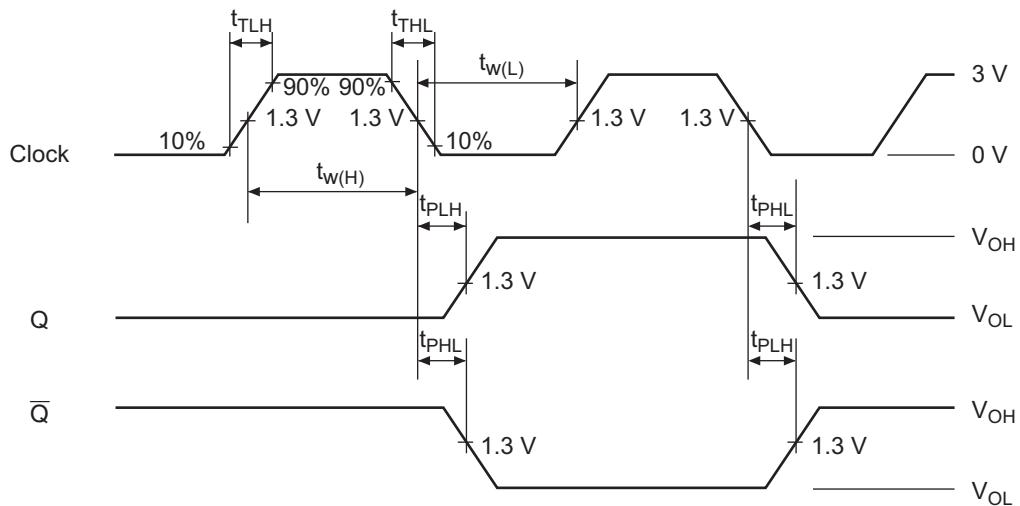 tTLH tTHL
tw(L)
3 V
90% 90%
1.3 V 1.3 V 1.3 V 1.3 V
10% 10%
Clock 0 V
tw(H)
tPLH tPHL
VOH
1.3 V 1.3 V
Q VOL
tPHL tPLH
Q̅ VOH
1.3 V 1.3 V
VOL